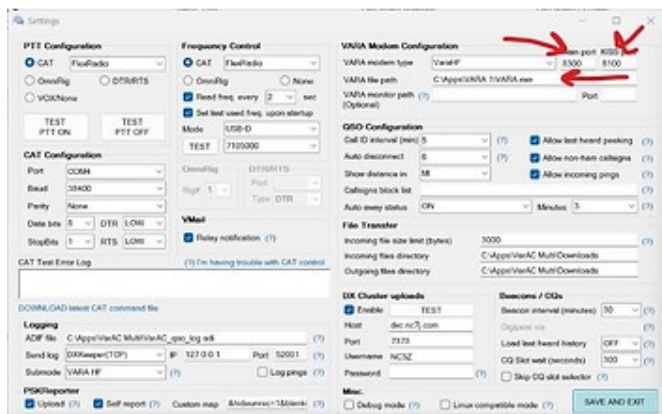 Settings
PTT Configuration
CAT FlexRadio
OmniRig DTR/RTS
VOX/None
TEST PTT ON
TEST PTT OFF
CAT Configuration
Port COM4
Baud 38400
Parity None
Data bits 8 DTR LOW
StopBits 1 RTS LOW
Frequency Control
CAT FlexRadio
OmniRig None
Read freq. every 2 sec
Set last used freq. upon startup
Mode USB-D
TEST 7105000
OmniRig DTR/RTS
Rig# 1 Port
Type DTR
VMail
Relay notification (?)
CAT Test Error Log (?) I'm having trouble with CAT control
DOWNLOAD latest CAT command file
Logging
ADIF file C:\Apps\VarAC Multi\VarAC_qso_log.adi (?)
Send log DXKeeper(TCP) IP 127.0.0.1 Port 52001 (?)
Submode VARA HF (?) Log pings (?)
PSKReporter
Upload (?) Self report (?) Custom map (?)
VARA Modem Configuration
Main port KISS
VARA modem type VaraHF 8300 8100
VARA file path C:\Apps\VARA 1\VARA.exe
VARA monitor path (?) Port
(Optional)
QSO Configuration
Call ID interval (min) 5 (?) Allow last heard peeking (?)
Auto disconnect 6 (?) Allow non-ham callsigns (?)
Show distance in MI Allow incoming pings (?)
Callsigns block list
Auto away status ON Minutes 3 (?)
File Transfer
Incoming file size limit (bytes) 3000 (?)
Incoming files directory C:\Apps\VarAC Multi\Downloads
Outgoing files directory C:\Apps\VarAC Multi\Downloads
DX Cluster uploads
Enable TEST
Host dxc.nc7j.com
Port 7373
Username NC3Z
Password (?)
Beacons / CQs
Beacon interval (minutes) 30 (?)
Digipeat via (?)
Load last heard history OFF (?)
CQ Slot wait (seconds) 300 (?)
Skip CQ slot selector (?)
Misc.
Debug mode (?) Linux compatible mode (?)
SAVE AND EXIT